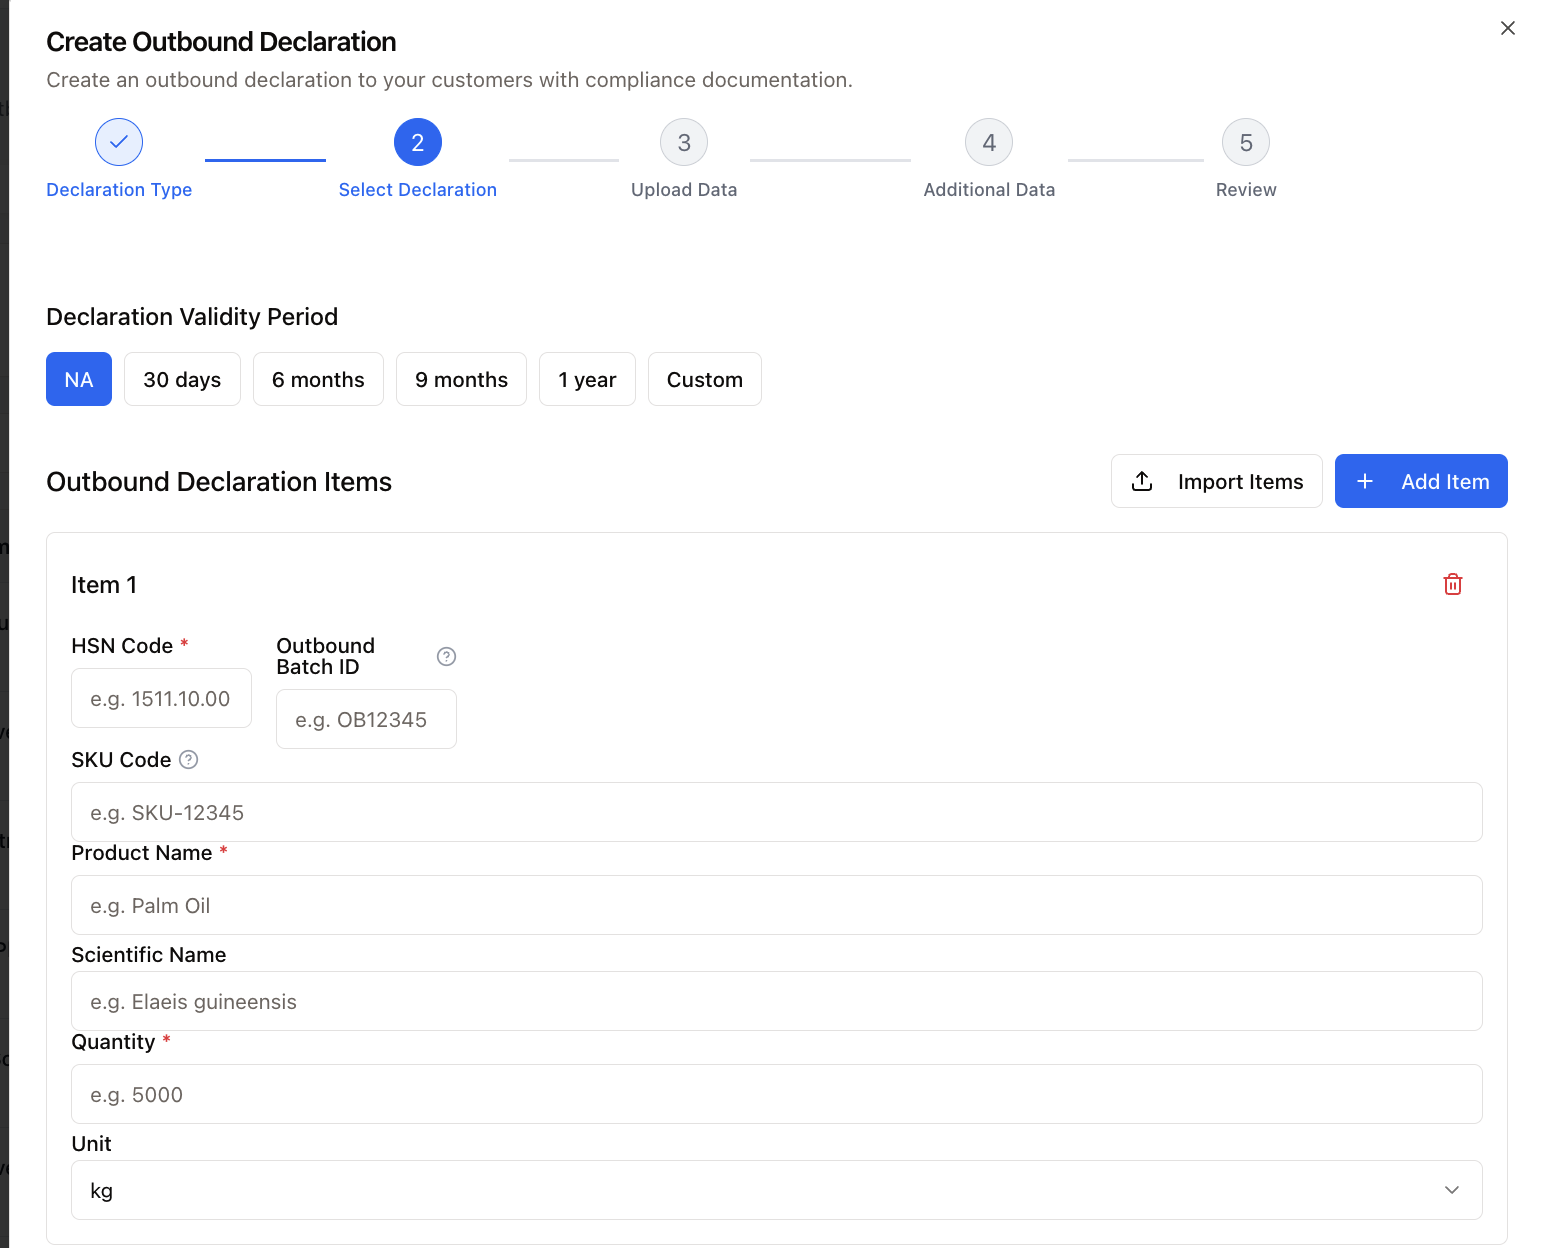 Create Outbound Declaration
Create an outbound declaration to your customers with compliance documentation.
2
3
4
5
Declaration Type
Select Declaration
Upload Data
Additional Data
Review
Declaration Validity Period
NA
30 days
6 months
9 months
1 year
Custom
Outbound Declaration Items
Import Items
+ Add Item
Item 1
HSN Code *
e.g. 1511.10.00
Outbound
Batch ID
?
e.g. OB12345
SKU Code ?
e.g. SKU-12345
Product Name *
e.g. Palm Oil
Scientific Name
e.g. Elaeis guineensis
Quantity *
e.g. 5000
Unit
kg